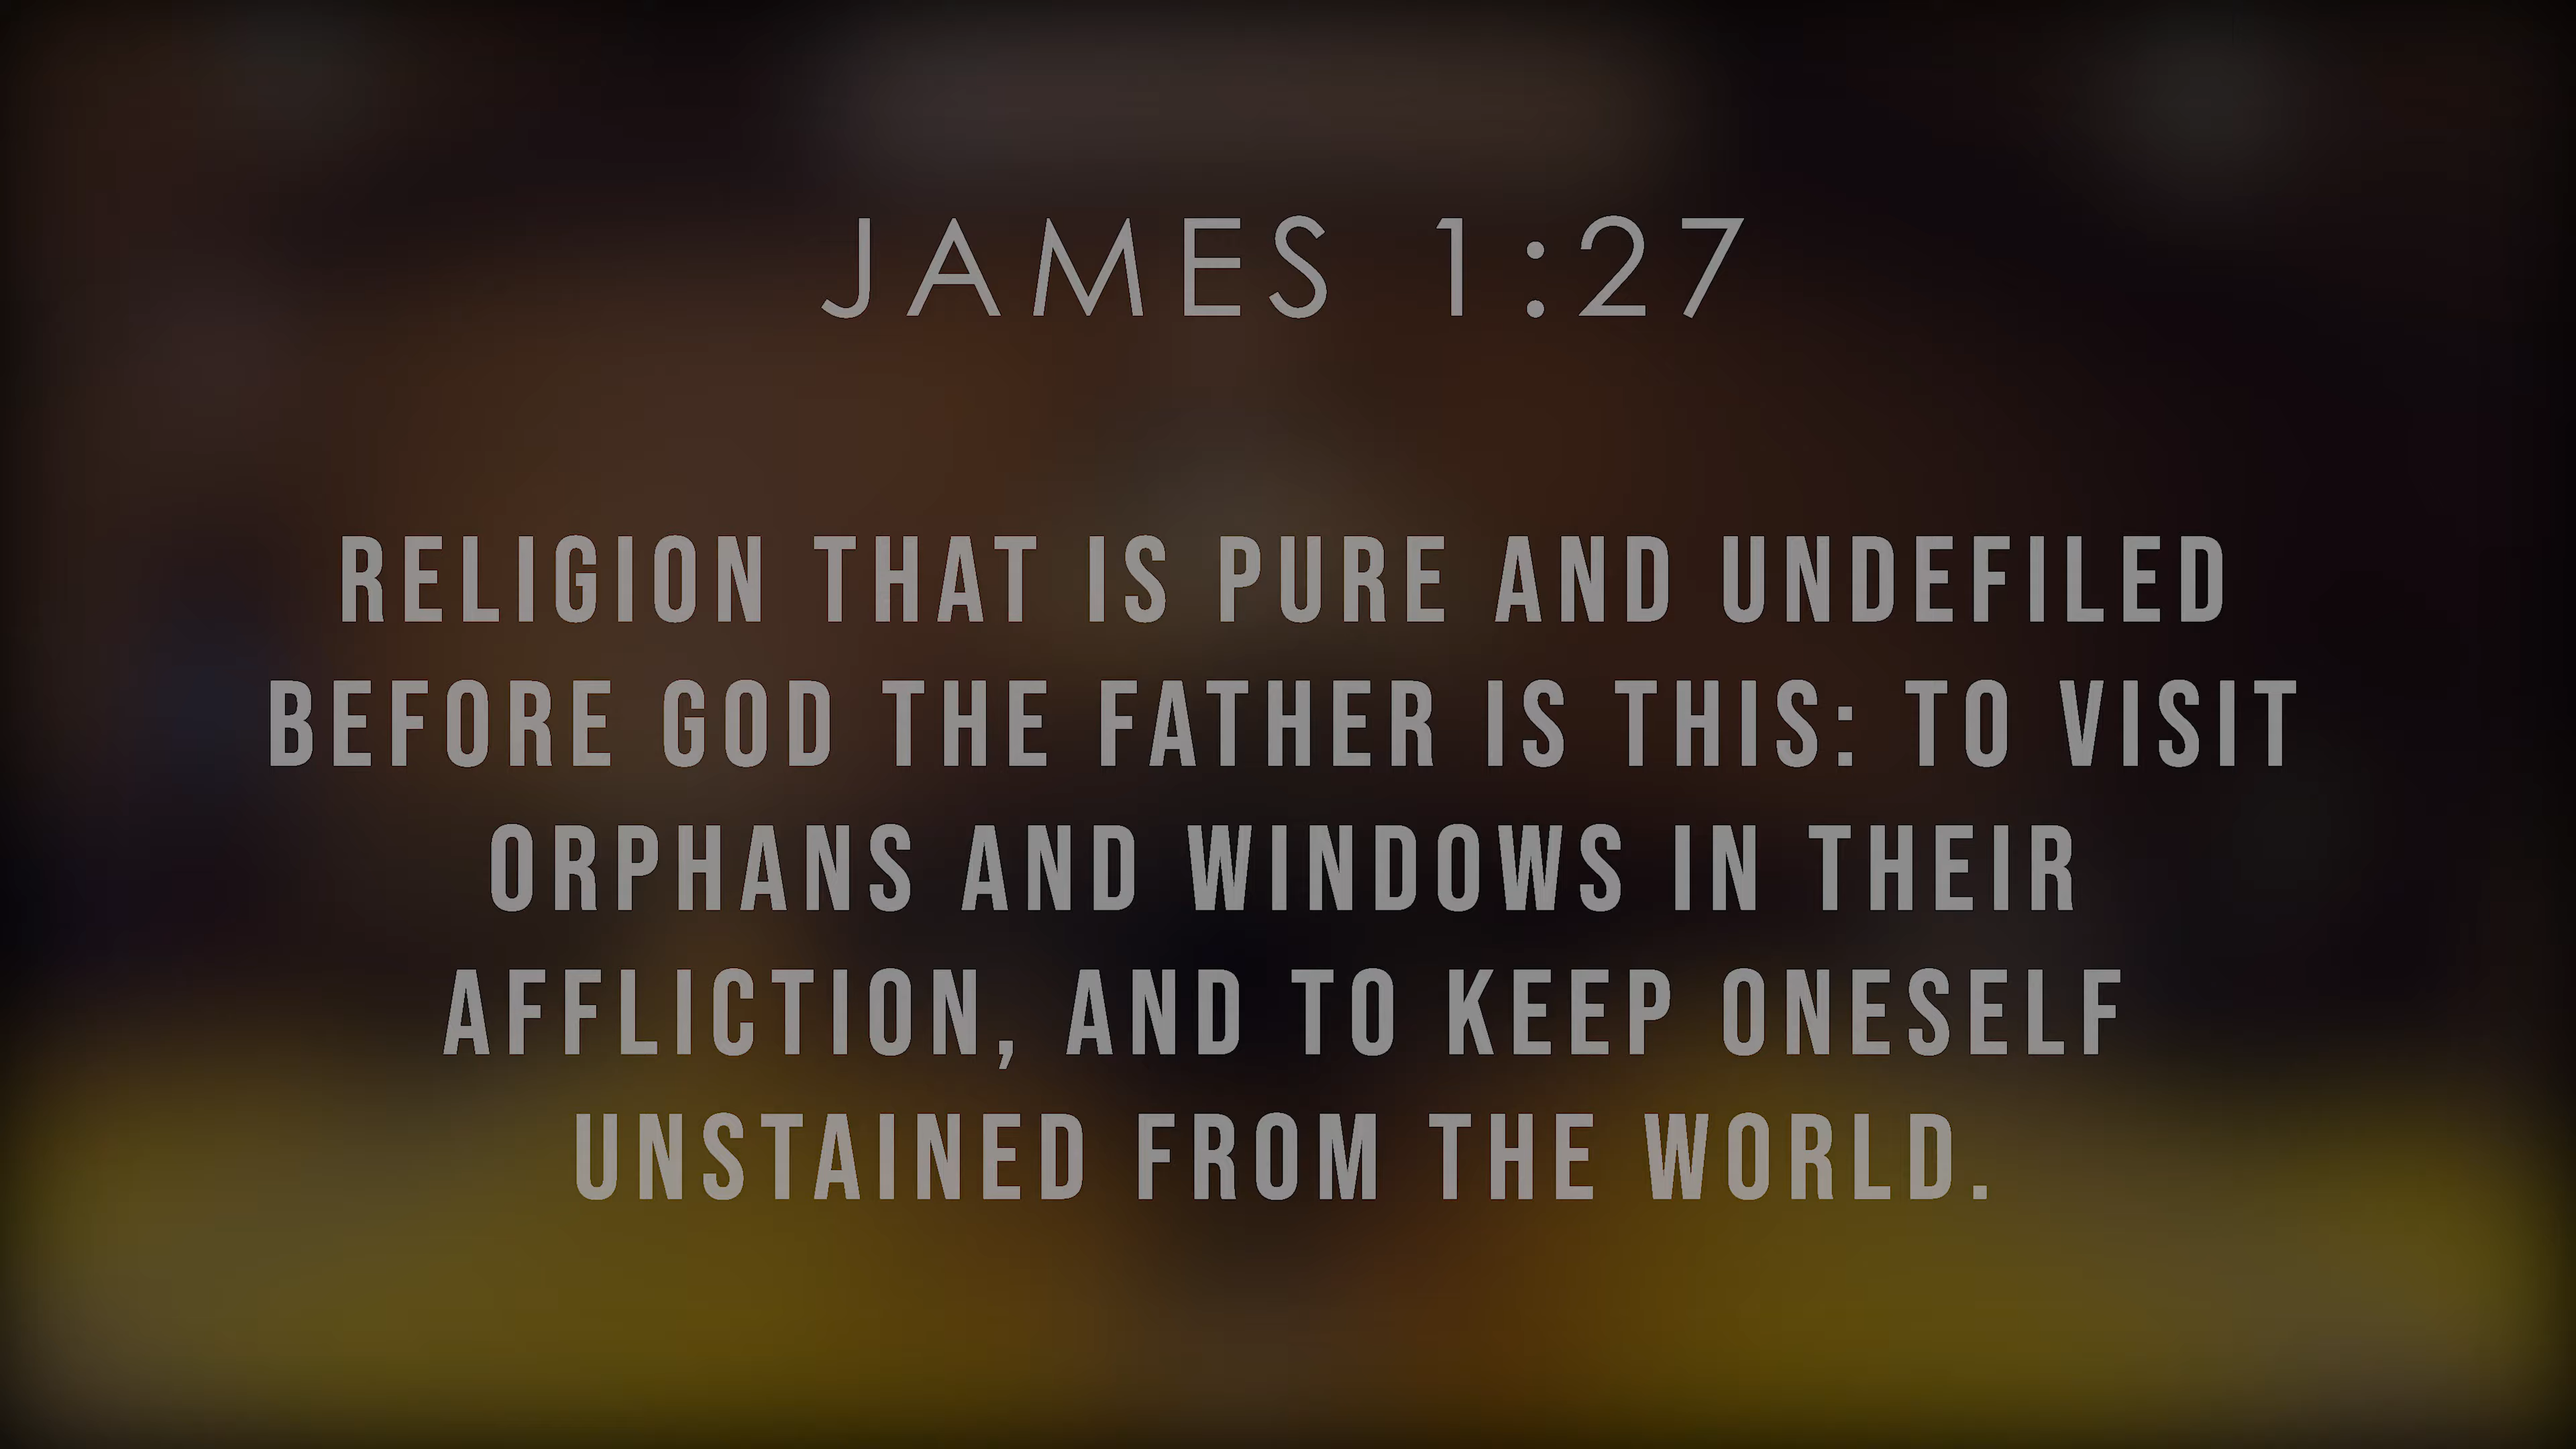 JAMES 1:27
RELIGION THAT IS PURE AND UNDEFILED
BEFORE GOD THE FATHER IS THIS: TO VISIT
ORPHANS AND WINDOWS IN THEIR
AFFLICTION, AND TO KEEP ONESELF
UNSTAINED FROM THE WORLD.